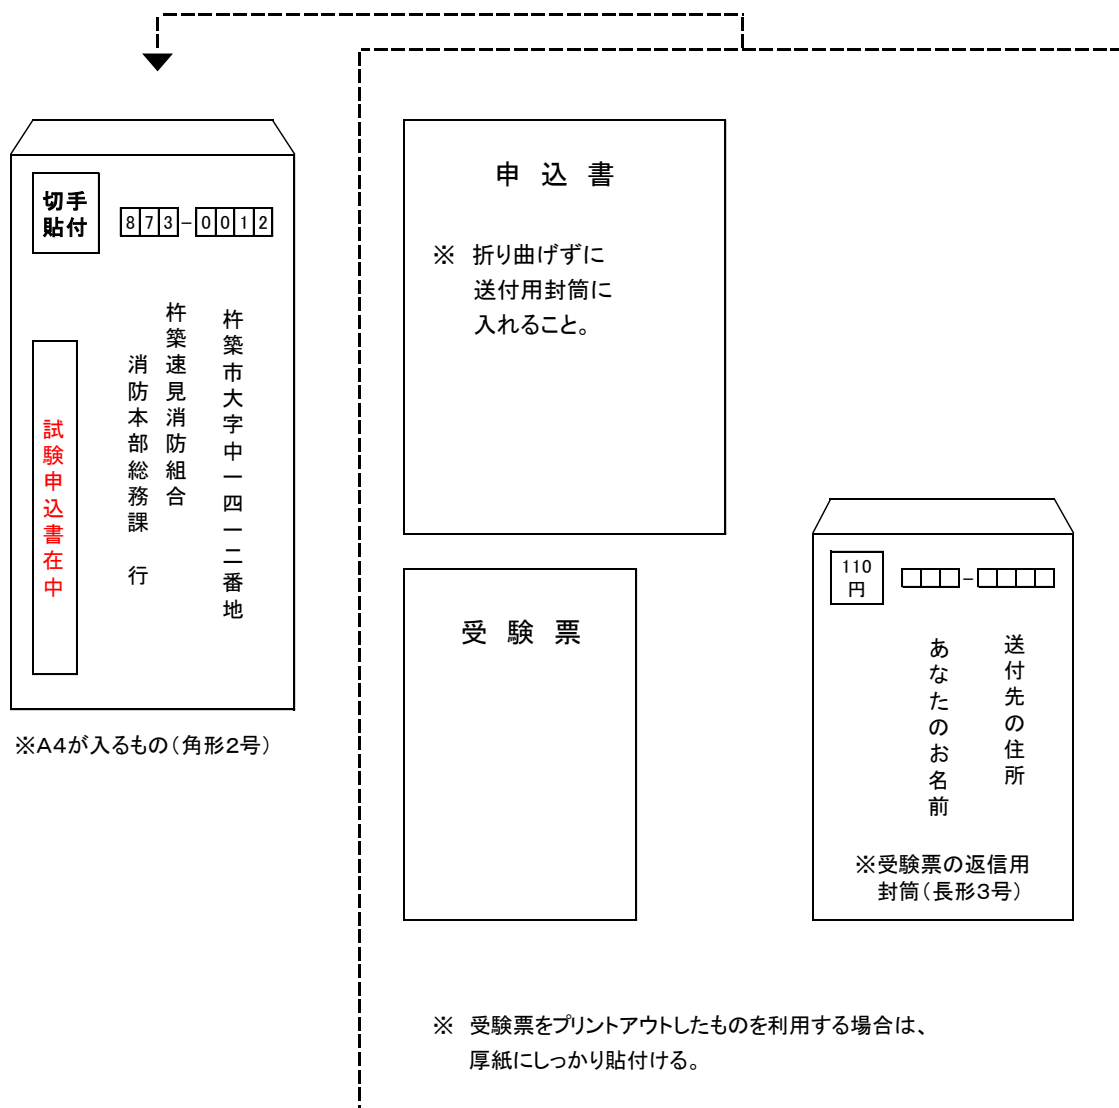 切手
貼付
873-0012
杵築市大字中一四一二番地
杵築速見消防組合
消防本部総務課 行
試験申込書在中
※A4が入るもの(角形2号)
申 込 書
※ 折り曲げずに
送付用封筒に
入れること。
受 験 票
110
円
送付先の住所
あなたのお名前
※受験票の返信用
封筒(長形3号)
※ 受験票をプリントアウトしたものを利用する場合は、
厚紙にしっかり貼付ける。